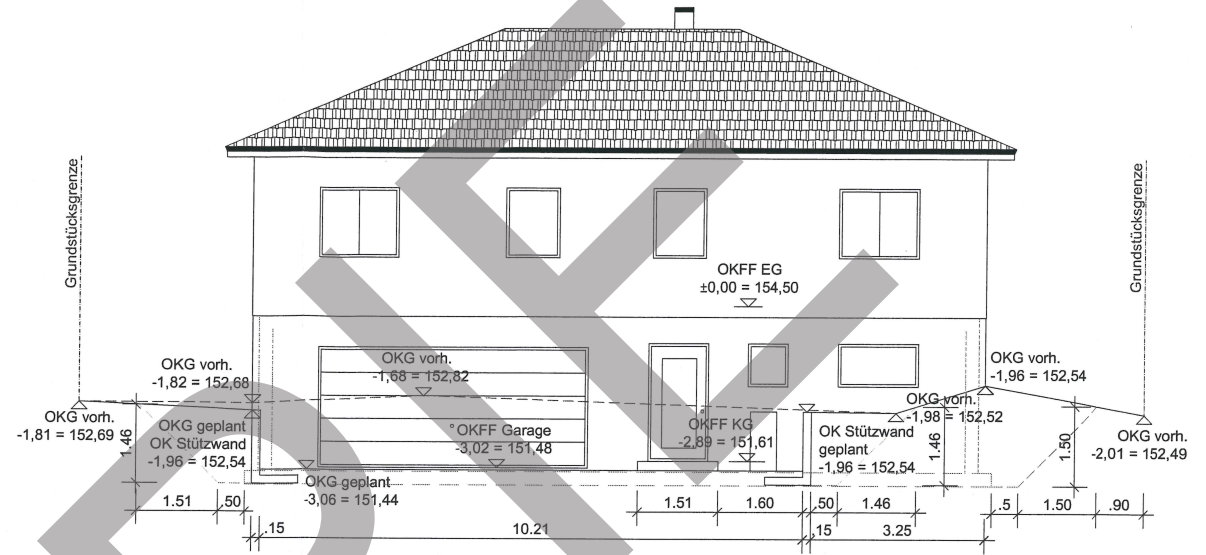 Grundstücksgrenze
Grundstücksgrenze
OKFF EG
±0,00 = 154,50
OKG vorh.
-1,82 = 152,68
OKG vorh.
-1,68 = 152,82
OKG vorh.
-1,96 = 152,54
OKG vorh.
-1,81 = 152,69
OKG geplant
OK Stützwand
-1,96 = 152,54
1.46
OKFF Garage
-3,02 = 151,48
OKFF KG
-2,89 = 151,61
OKG vorh.
-1,98 = 152,52
OK Stützwand
geplant
-1,96 = 152,54
1.46
1.50
OKG vorh.
-2,01 = 152,49
OKG geplant
-3,06 = 151,44
1.51 .50 1.51 1.60 .50 1.46 .5 1.50 .90
.15 10.21 .15 3.25